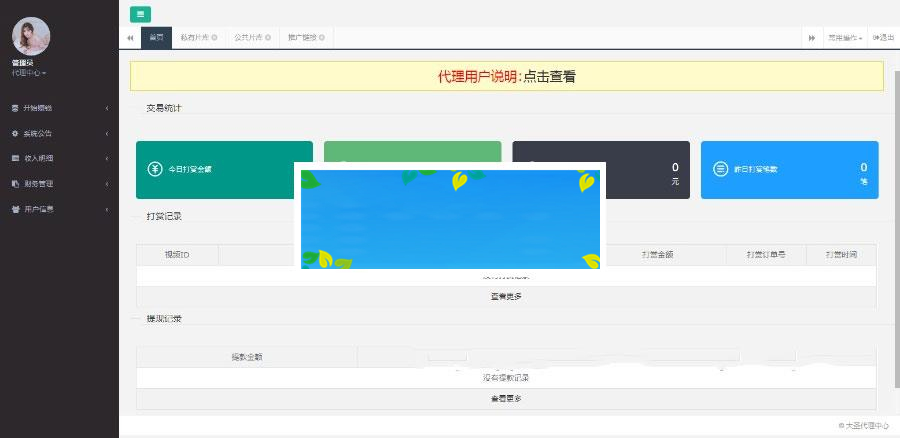 管理员
代理中心
开始赚钱
系统公告
收入明细
财务管理
用户信息
首页
私有片库
公共片库
推广链接
常用操作
退出
代理用户说明:点击查看
交易统计
今日打赏金额
0
元
昨日打赏笔数
0
笔
打赏记录
视频ID
打赏金额
打赏订单号
打赏时间
查看更多
提现记录
提款金额
没有提款记录
查看更多
© 大圣代理中心